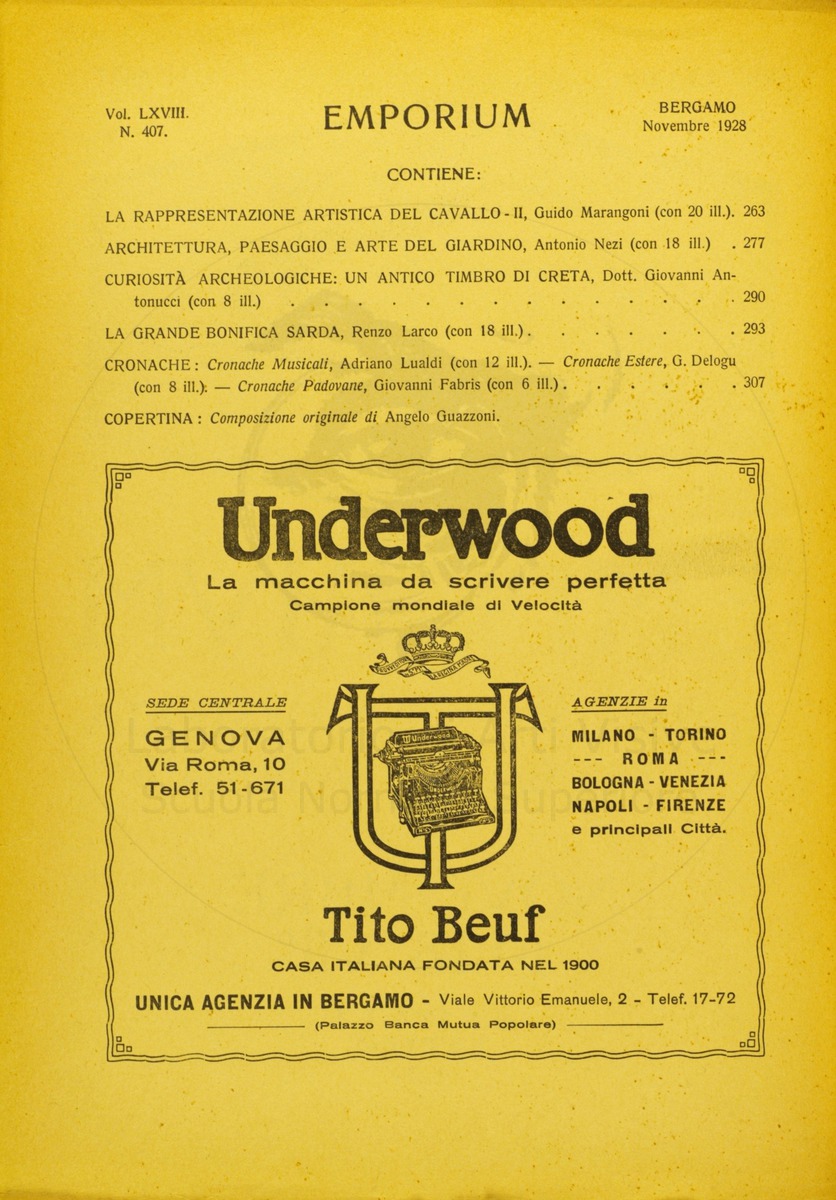 Vol. LXVIII.
N. 407.
EMPORIUM
BERGAMO
Novembre 1928
CONTIENE:
LA RAPPRESENTAZIONE ARTISTICA DEL CAVALLO - II, Guido Marangoni (con 20 ill.). 263
ARCHITETTURA, PAESAGGIO E ARTE DEL GIARDINO, Antonio Nezi (con 18 ill.) . 277
CURIOSITÀ ARCHEOLOGICHE: UN ANTICO TIMBRO DI CRETA, Dott. Giovanni An-
tonucci (con 8 ill.) . . . . . . . . . . . . . . 290
LA GRANDE BONIFICA SARDA, Renzo Larco (con 18 ill.). . . . . . . 293
CRONACHE: Cronache Musicali, Adriano Lualdi (con 12 ill.). — Cronache Estere, G. Delogu
(con 8 ill.). — Cronache Padovane, Giovanni Fabris (con 6 ill.). . . . . . 307
COPERTINA: Composizione originale di Angelo Guazzoni.
Underwood
La macchina da scrivere perfetta
Campione mondiale di Velocità
SEDE CENTRALE
GENOVA
Via Roma, 10
Telef. 51-671
Underwood
AGENZIE in
MILANO - TORINO
--- ROMA ---
BOLOGNA - VENEZIA
NAPOLI - FIRENZE
e principali Città.
Tito Beuf
CASA ITALIANA FONDATA NEL 1900
UNICA AGENZIA IN BERGAMO - Viale Vittorio Emanuele, 2 - Telef. 17-72
(Palazzo Banca Mutua Popolare)